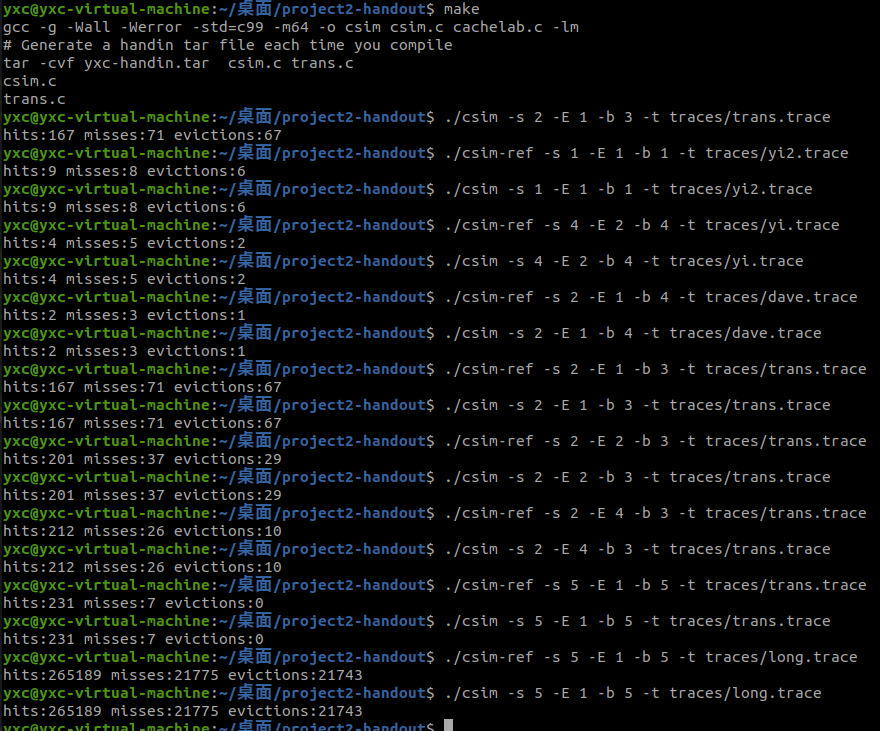 yxc@yxc-virtual-machine:~/桌面/project2-handout$ make
gcc -g -Wall -Werror -std=c99 -m64 -o csim csim.c cachelab.c -lm
# Generate a handin tar file each time you compile
tar -cvf yxc-handin.tar  csim.c trans.c
csim.c
trans.c
yxc@yxc-virtual-machine:~/桌面/project2-handout$ ./csim -s 2 -E 1 -b 3 -t traces/trans.trace
hits:167 misses:71 evictions:67
yxc@yxc-virtual-machine:~/桌面/project2-handout$ ./csim-ref -s 1 -E 1 -b 1 -t traces/yi2.trace
hits:9 misses:8 evictions:6
yxc@yxc-virtual-machine:~/桌面/project2-handout$ ./csim -s 1 -E 1 -b 1 -t traces/yi2.trace
hits:9 misses:8 evictions:6
yxc@yxc-virtual-machine:~/桌面/project2-handout$ ./csim-ref -s 4 -E 2 -b 4 -t traces/yi.trace
hits:4 misses:5 evictions:2
yxc@yxc-virtual-machine:~/桌面/project2-handout$ ./csim -s 4 -E 2 -b 4 -t traces/yi.trace
hits:4 misses:5 evictions:2
yxc@yxc-virtual-machine:~/桌面/project2-handout$ ./csim-ref -s 2 -E 1 -b 4 -t traces/dave.trace
hits:2 misses:3 evictions:1
yxc@yxc-virtual-machine:~/桌面/project2-handout$ ./csim -s 2 -E 1 -b 4 -t traces/dave.trace
hits:2 misses:3 evictions:1
yxc@yxc-virtual-machine:~/桌面/project2-handout$ ./csim-ref -s 2 -E 1 -b 3 -t traces/trans.trace
hits:167 misses:71 evictions:67
yxc@yxc-virtual-machine:~/桌面/project2-handout$ ./csim -s 2 -E 1 -b 3 -t traces/trans.trace
hits:167 misses:71 evictions:67
yxc@yxc-virtual-machine:~/桌面/project2-handout$ ./csim-ref -s 2 -E 2 -b 3 -t traces/trans.trace
hits:201 misses:37 evictions:29
yxc@yxc-virtual-machine:~/桌面/project2-handout$ ./csim -s 2 -E 2 -b 3 -t traces/trans.trace
hits:201 misses:37 evictions:29
yxc@yxc-virtual-machine:~/桌面/project2-handout$ ./csim-ref -s 2 -E 4 -b 3 -t traces/trans.trace
hits:212 misses:26 evictions:10
yxc@yxc-virtual-machine:~/桌面/project2-handout$ ./csim -s 2 -E 4 -b 3 -t traces/trans.trace
hits:212 misses:26 evictions:10
yxc@yxc-virtual-machine:~/桌面/project2-handout$ ./csim-ref -s 5 -E 1 -b 5 -t traces/trans.trace
hits:231 misses:7 evictions:0
yxc@yxc-virtual-machine:~/桌面/project2-handout$ ./csim -s 5 -E 1 -b 5 -t traces/trans.trace
hits:231 misses:7 evictions:0
yxc@yxc-virtual-machine:~/桌面/project2-handout$ ./csim-ref -s 5 -E 1 -b 5 -t traces/long.trace
hits:265189 misses:21775 evictions:21743
yxc@yxc-virtual-machine:~/桌面/project2-handout$ ./csim -s 5 -E 1 -b 5 -t traces/long.trace
hits:265189 misses:21775 evictions:21743
yxc@yxc-virtual-machine:~/桌面/project2-handout$